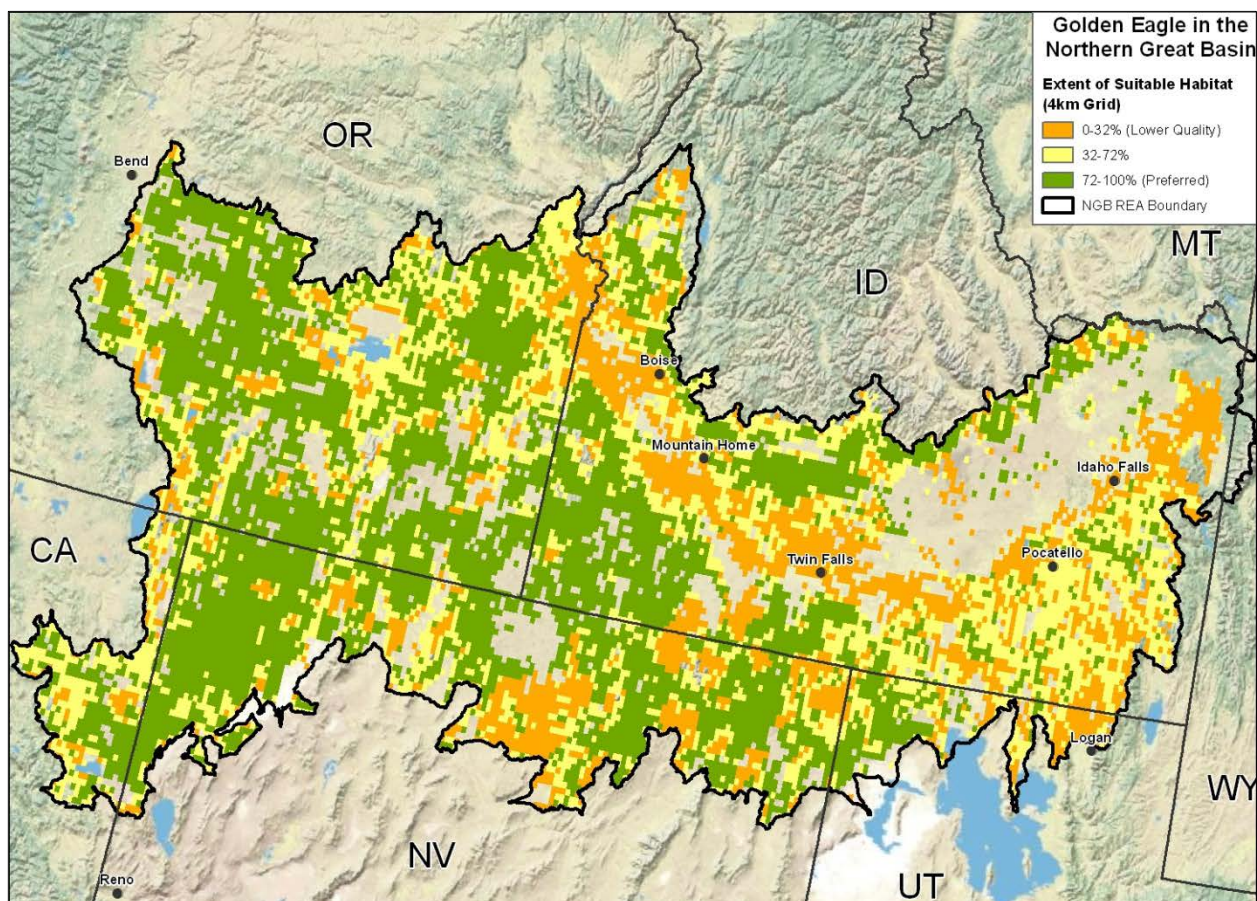 Golden Eagle in the
Northern Great Basin
Extent of Suitable Habitat
(4km Grid)
0-32% (Lower Quality)
32-72%
72-100% (Preferred)
NGB REA Boundary
OR
Bend
MT
ID
Boise
Mountain Home
Idaho Falls
CA
Twin Falls
Pocatello
Logan
WY
NV
Reno
UT